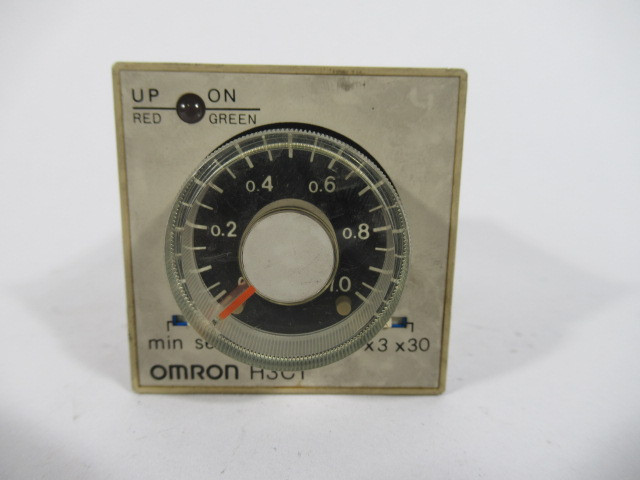 UP ON
RED GREEN
0.4 0.6
0.2 0.8
1.0
min x3 x30
OMRON